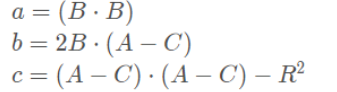 a = (B · B)
b = 2B · (A − C)
c = (A − C) · (A − C) − R²